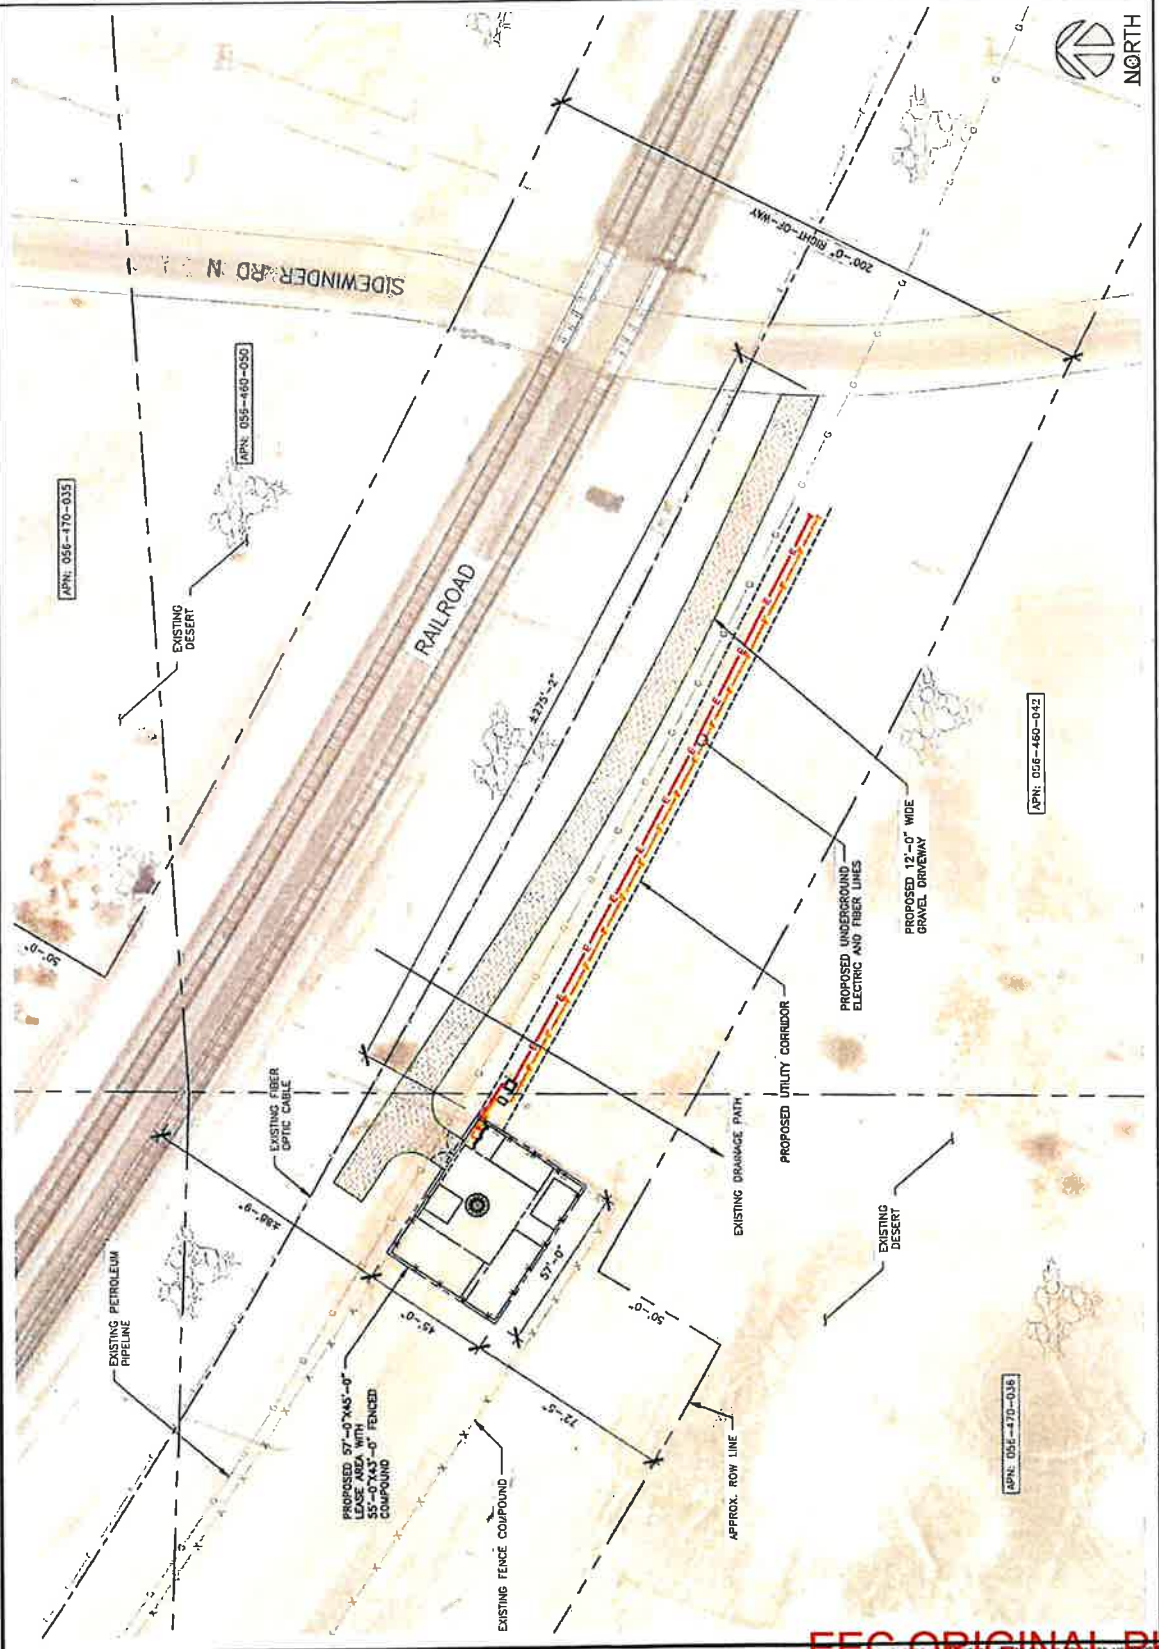 NORTH
SIDEWINDER RD N
200'-0" RIGHT-OF-WAY
APN: 056-460-050
APN: 056-470-035
EXISTING
DESERT
RAILROAD
±275'-2"
50'-0"
APN: 056-460-042
PROPOSED 12'-0" WIDE
GRAVEL DRIVEWAY
PROPOSED UNDERGROUND
ELECTRIC AND FIBER LINES
PROPOSED UTILITY CORRIDOR
EXISTING DRAINAGE PATH
EXISTING FIBER
OPTIC CABLE
EXISTING PETROLEUM
PIPELINE
45'-0"
57'-0"
50'-0"
72'-5"
EXISTING
DESERT
PROPOSED 57'-0"X45'-0"
LEASE AREA WITH
55'-0"X43'-0" FENCED
COMPOUND
EXISTING FENCE COMPOUND
APPROX. ROW LINE
APN: 056-470-036